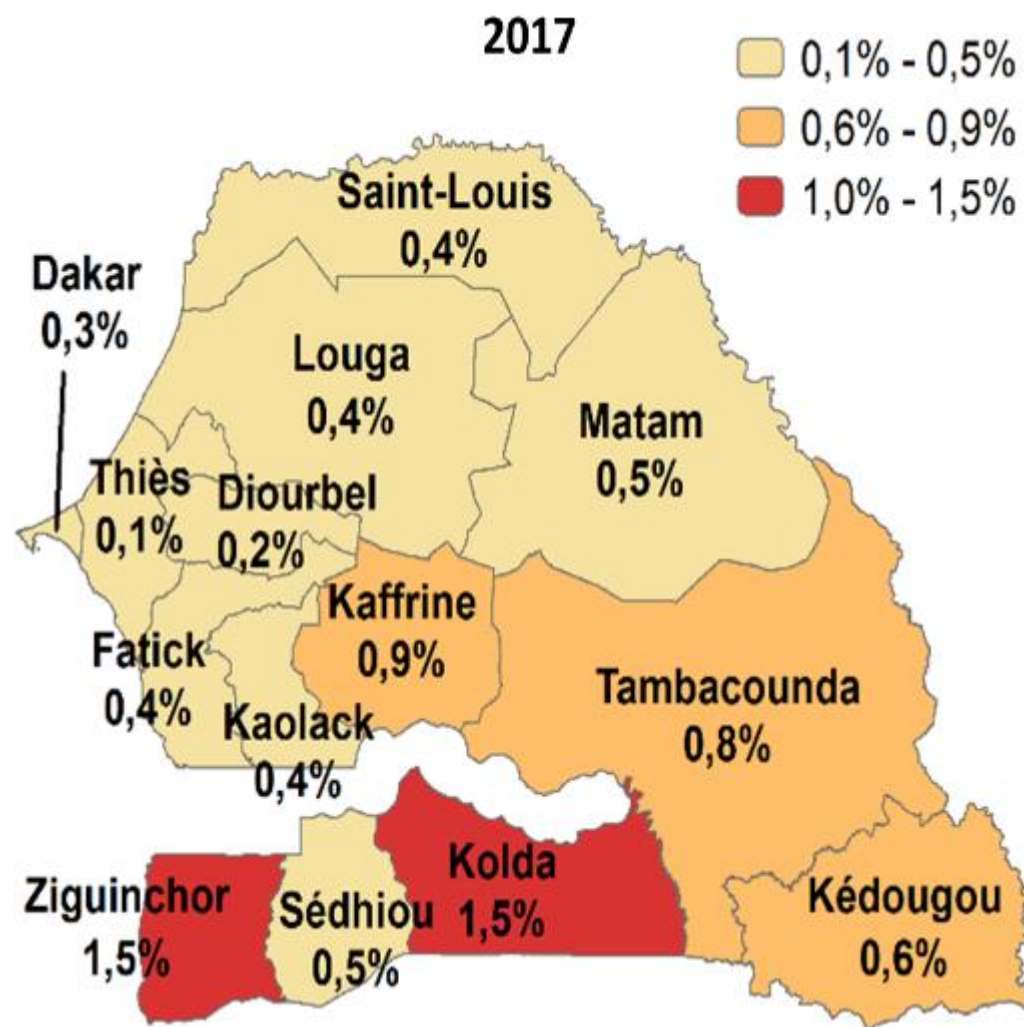 2017
0,1% - 0,5%
0,6% - 0,9%
1,0% - 1,5%
Saint-Louis
0,4%
Dakar
0,3%
Louga
0,4%
Matam
0,5%
Thiès
0,1%
Diourbel
0,2%
Kaffrine
0,9%
Fatick
0,4%
Kaolack
0,4%
Tambacounda
0,8%
Ziguinchor
1,5%
Sédhiou
0,5%
Kolda
1,5%
Kédougou
0,6%